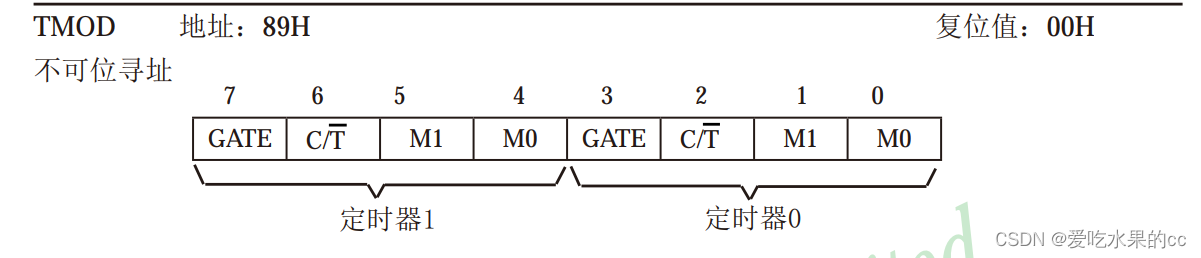 TMOD 地址：89H 复位值：00H
不可位寻址
7 6 5 4 3 2 1 0
GATE C/T̅ M1 M0 GATE C/T̅ M1 M0
定时器1 定时器0
CSDN @爱吃水果的cc